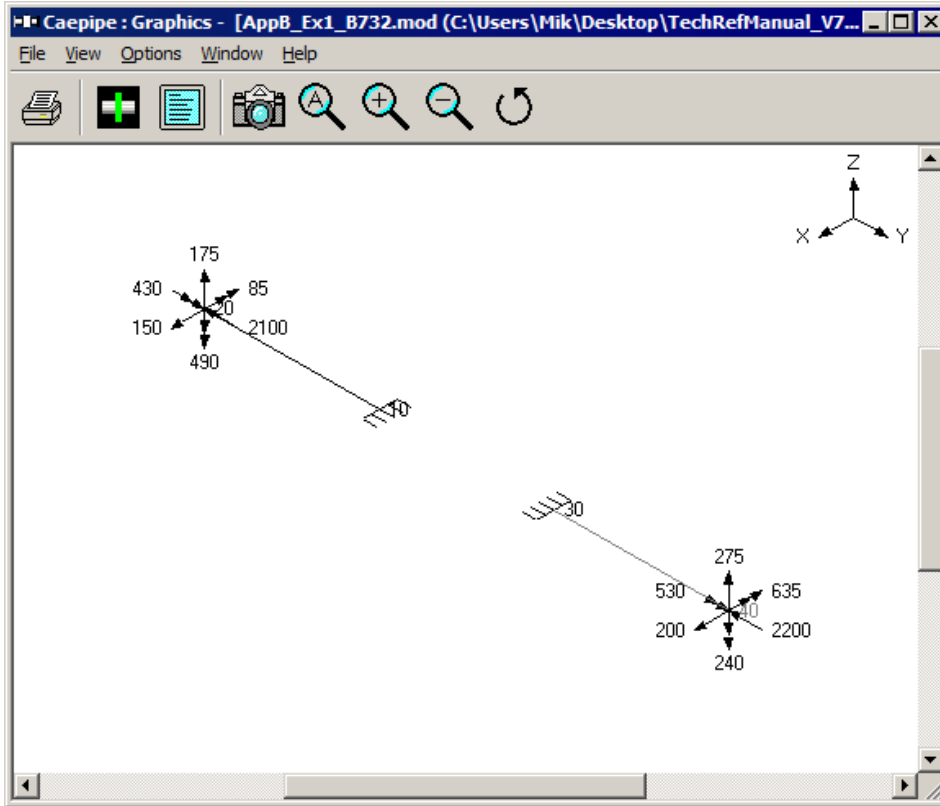 Caepipe : Graphics - [AppB_Ex1_B732.mod (C:\Users\Mik\Desktop\TechRefManual_V7...
File View Options Window Help
A
Z
X Y
175
430 85
20
150 2100
490
10
30
275
530 635
40
200 2200
240